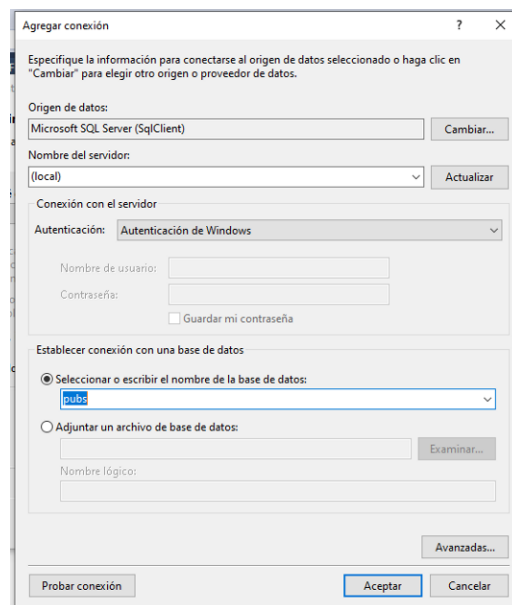 Agregar conexión
Especifique la información para conectarse al origen de datos seleccionado o haga clic en
"Cambiar" para elegir otro origen o proveedor de datos.
Origen de datos:
Microsoft SQL Server (SqlClient)
Cambiar...
Nombre del servidor:
(local)
Actualizar
Conexión con el servidor
Autenticación:
Autenticación de Windows
Nombre de usuario:
Contraseña:
Guardar mi contraseña
Establecer conexión con una base de datos
Seleccionar o escribir el nombre de la base de datos:
pubs
Adjuntar un archivo de base de datos:
Examinar...
Nombre lógico:
Avanzadas...
Probar conexión
Aceptar
Cancelar